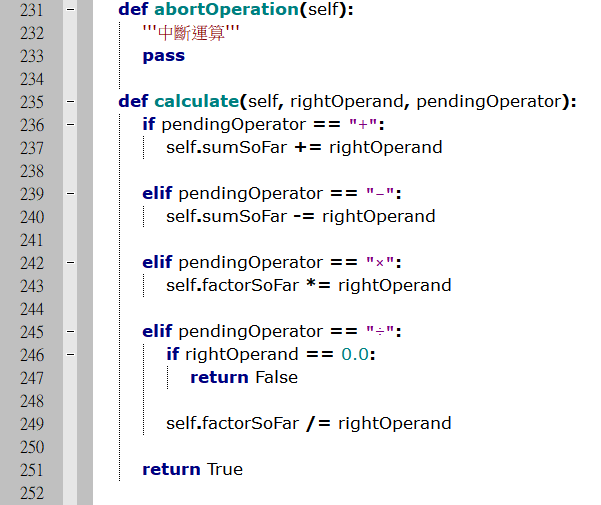 231 def abortOperation(self):
232 '''中斷運算'''
233 pass
234
235 def calculate(self, rightOperand, pendingOperator):
236 if pendingOperator == "+":
237 self.sumSoFar += rightOperand
238
239 elif pendingOperator == "-":
240 self.sumSoFar -= rightOperand
241
242 elif pendingOperator == "×":
243 self.factorSoFar *= rightOperand
244
245 elif pendingOperator == "÷":
246 if rightOperand == 0.0:
247 return False
248
249 self.factorSoFar /= rightOperand
250
251 return True
252